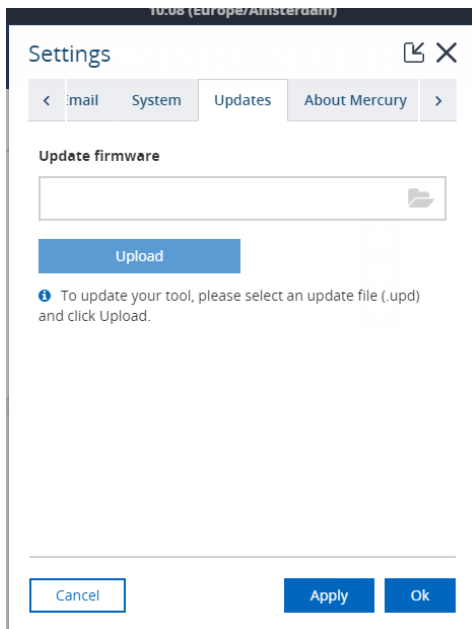 10:08 (Europe/Amsterdam)
Settings
Email System Updates About Mercury
Update firmware
Upload
To update your tool, please select an update file (.upd)
and click Upload.
Cancel Apply Ok